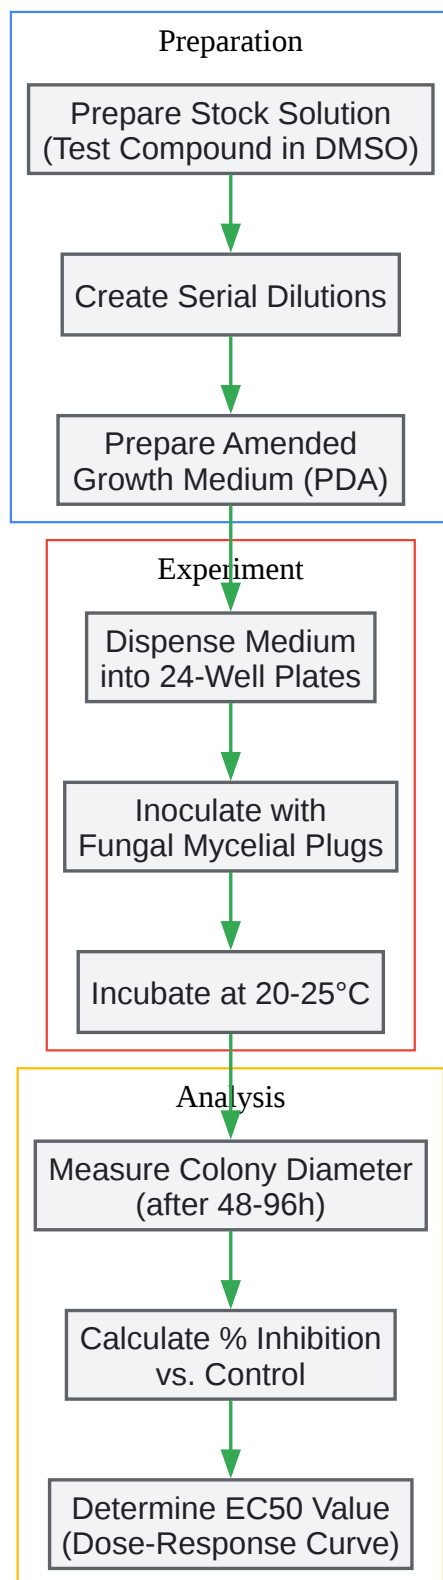 Preparation
Prepare Stock Solution
(Test Compound in DMSO)
Create Serial Dilutions
Prepare Amended
Growth Medium (PDA)
Experiment
Dispense Medium
into 24-Well Plates
Inoculate with
Fungal Mycelial Plugs
Incubate at 20-25°C
Analysis
Measure Colony Diameter
(after 48-96h)
Calculate % Inhibition
vs. Control
Determine EC50 Value
(Dose-Response Curve)